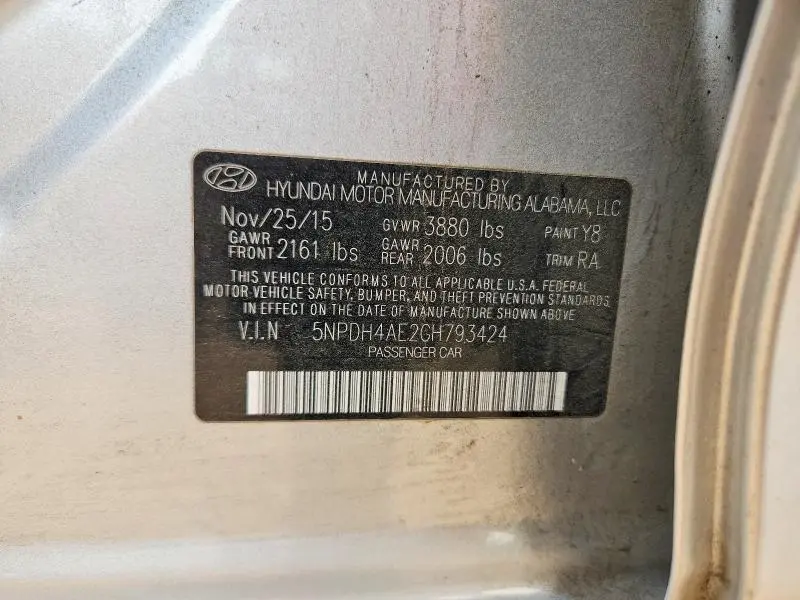 MANUFACTURED BY
HYUNDAI MOTOR MANUFACTURING ALABAMA, LLC
Nov/25/15 GVWR 3880 lbs PAINT Y8
GAWR FRONT 2161 lbs GAWR REAR 2006 lbs TRIM RA
THIS VEHICLE CONFORMS TO ALL APPLICABLE U.S.A. FEDERAL
MOTOR VEHICLE SAFETY, BUMPER, AND THEFT PREVENTION STANDARDS
IN EFFECT ON THE DATE OF MANUFACTURE SHOWN ABOVE
V.I.N 5NPDH4AE2GH793424
PASSENGER CAR